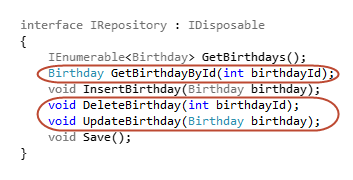 interface IRepository : IDisposable
{
    IEnumerable<Birthday> GetBirthdays();
    Birthday GetBirthdayById(int birthdayId);
    void InsertBirthday(Birthday birthday);
    void DeleteBirthday(int birthdayId);
    void UpdateBirthday(Birthday birthday);
    void Save();
}